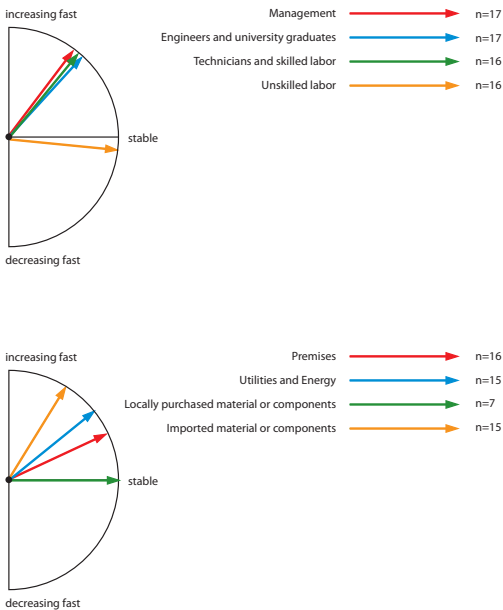 increasing fast
Management n=17
Engineers and university graduates n=17
Technicians and skilled labor n=16
Unskilled labor n=16
stable
decreasing fast
increasing fast
Premises n=16
Utilities and Energy n=15
Locally purchased material or components n=7
Imported material or components n=15
stable
decreasing fast